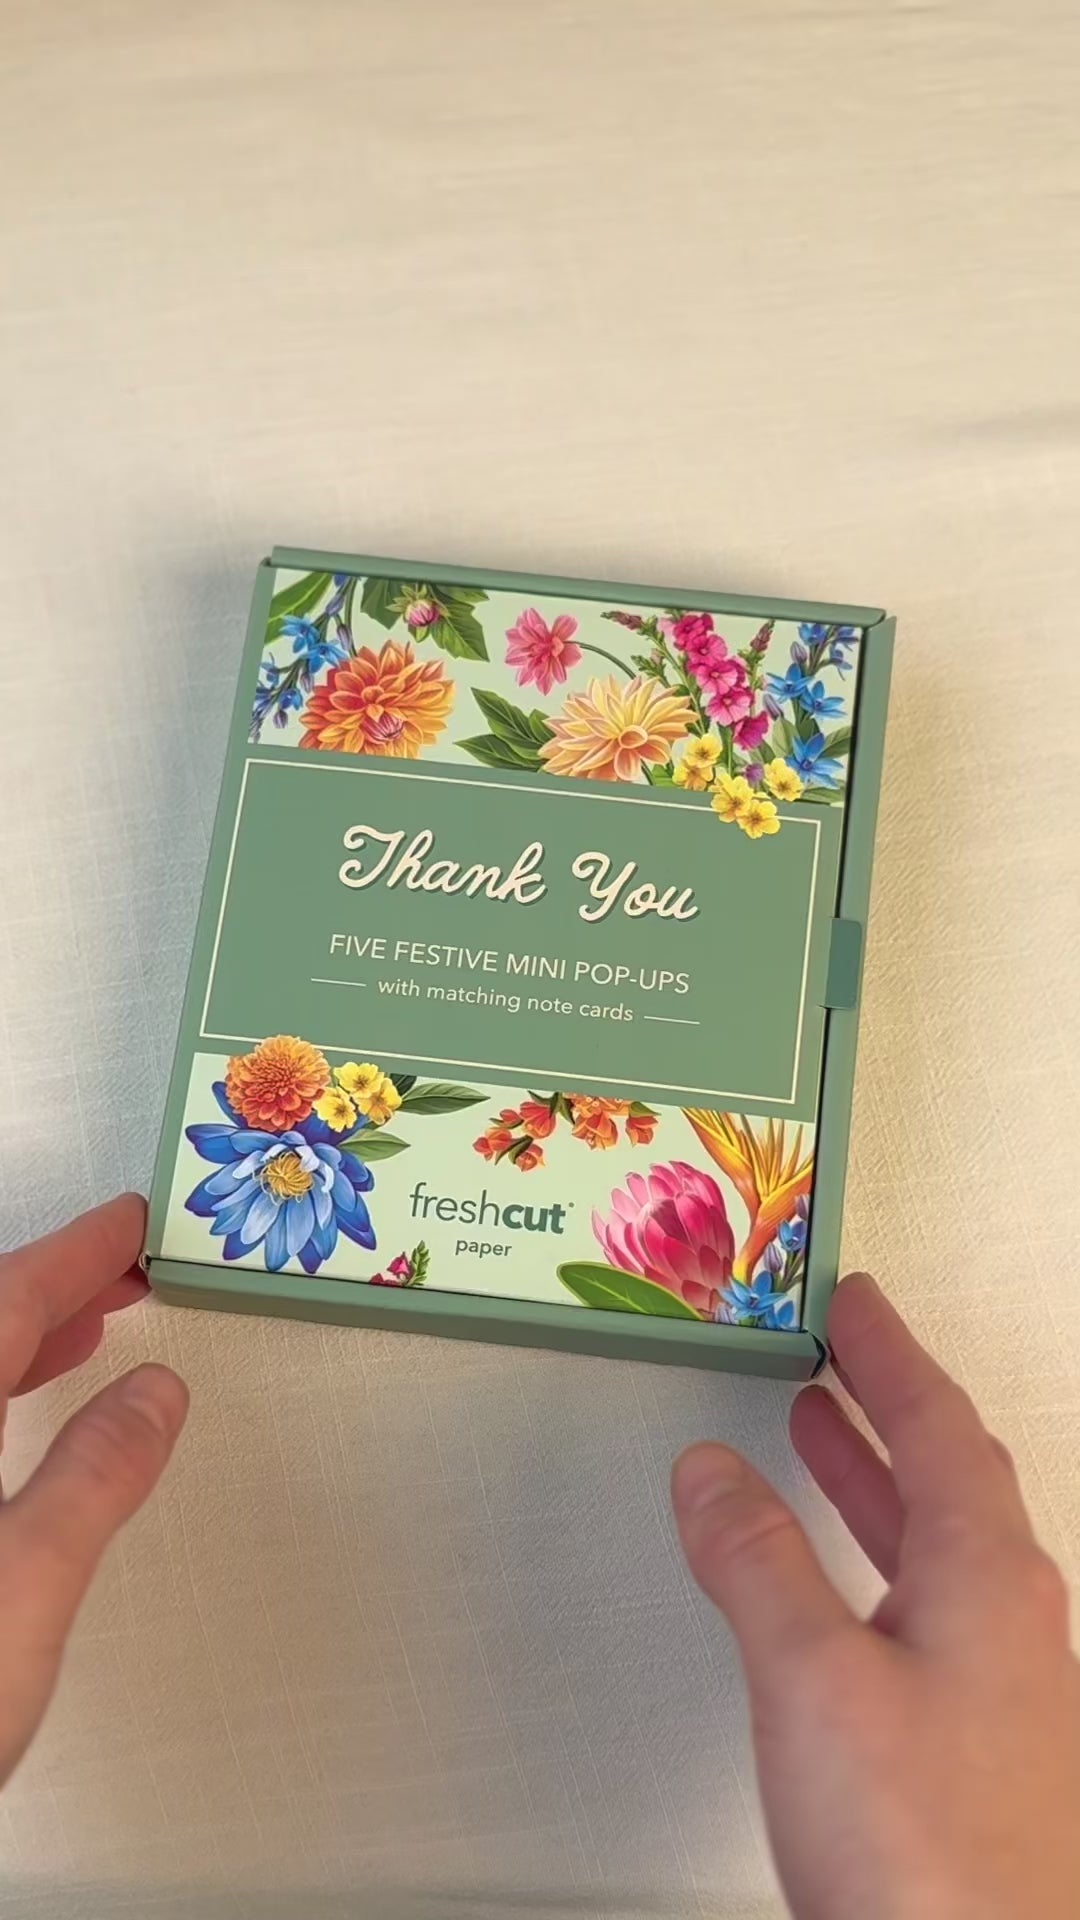 Thank You
FIVE FESTIVE MINI POP-UPS
with matching note cards
freshcut
paper